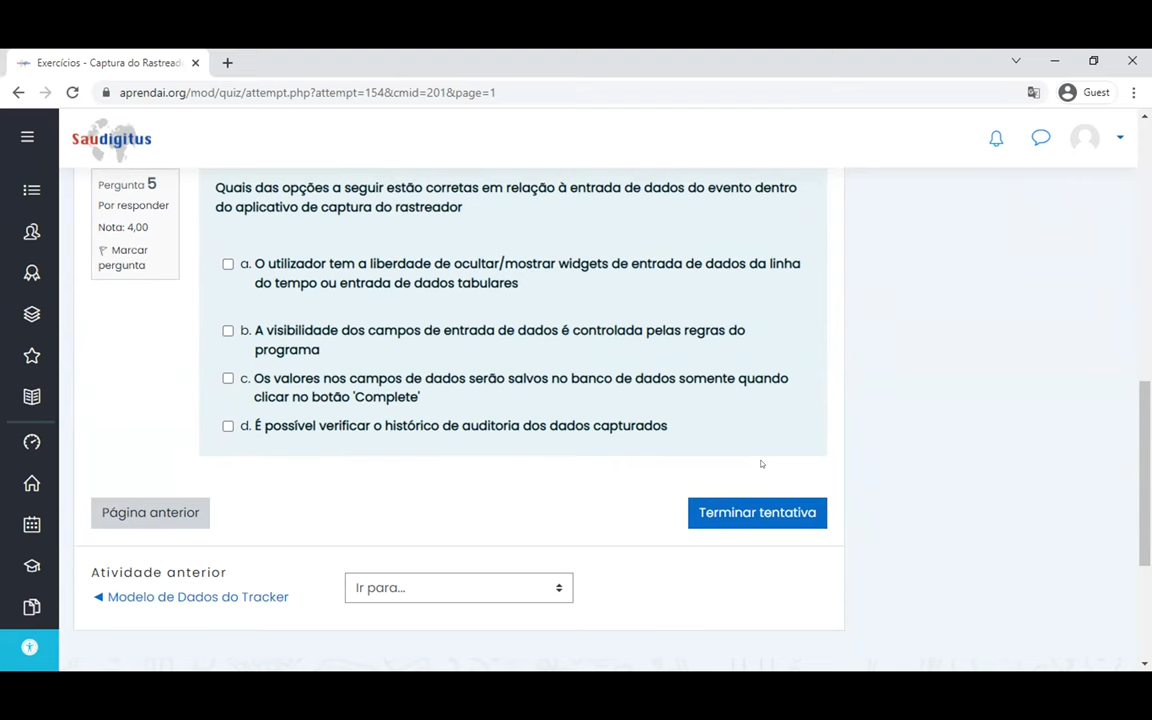 Exercícios - Captura do Rastread
aprendai.org/mod/quiz/attempt.php?attempt=154&cmid=201&page=1
Guest
Saudigitus
Pergunta 5
Por responder
Nota: 4,00
Marcar
pergunta
Quais das opções a seguir estão corretas em relação à entrada de dados do evento dentro
do aplicativo de captura do rastreador
a. O utilizador tem a liberdade de ocultar/mostrar widgets de entrada de dados da linha
do tempo ou entrada de dados tabulares
b. A visibilidade dos campos de entrada de dados é controlada pelas regras do
programa
c. Os valores nos campos de dados serão salvos no banco de dados somente quando
clicar no botão 'Complete'
d. É possível verificar o histórico de auditoria dos dados capturados
Página anterior
Terminar tentativa
Atividade anterior
◄ Modelo de Dados do Tracker
Ir para...